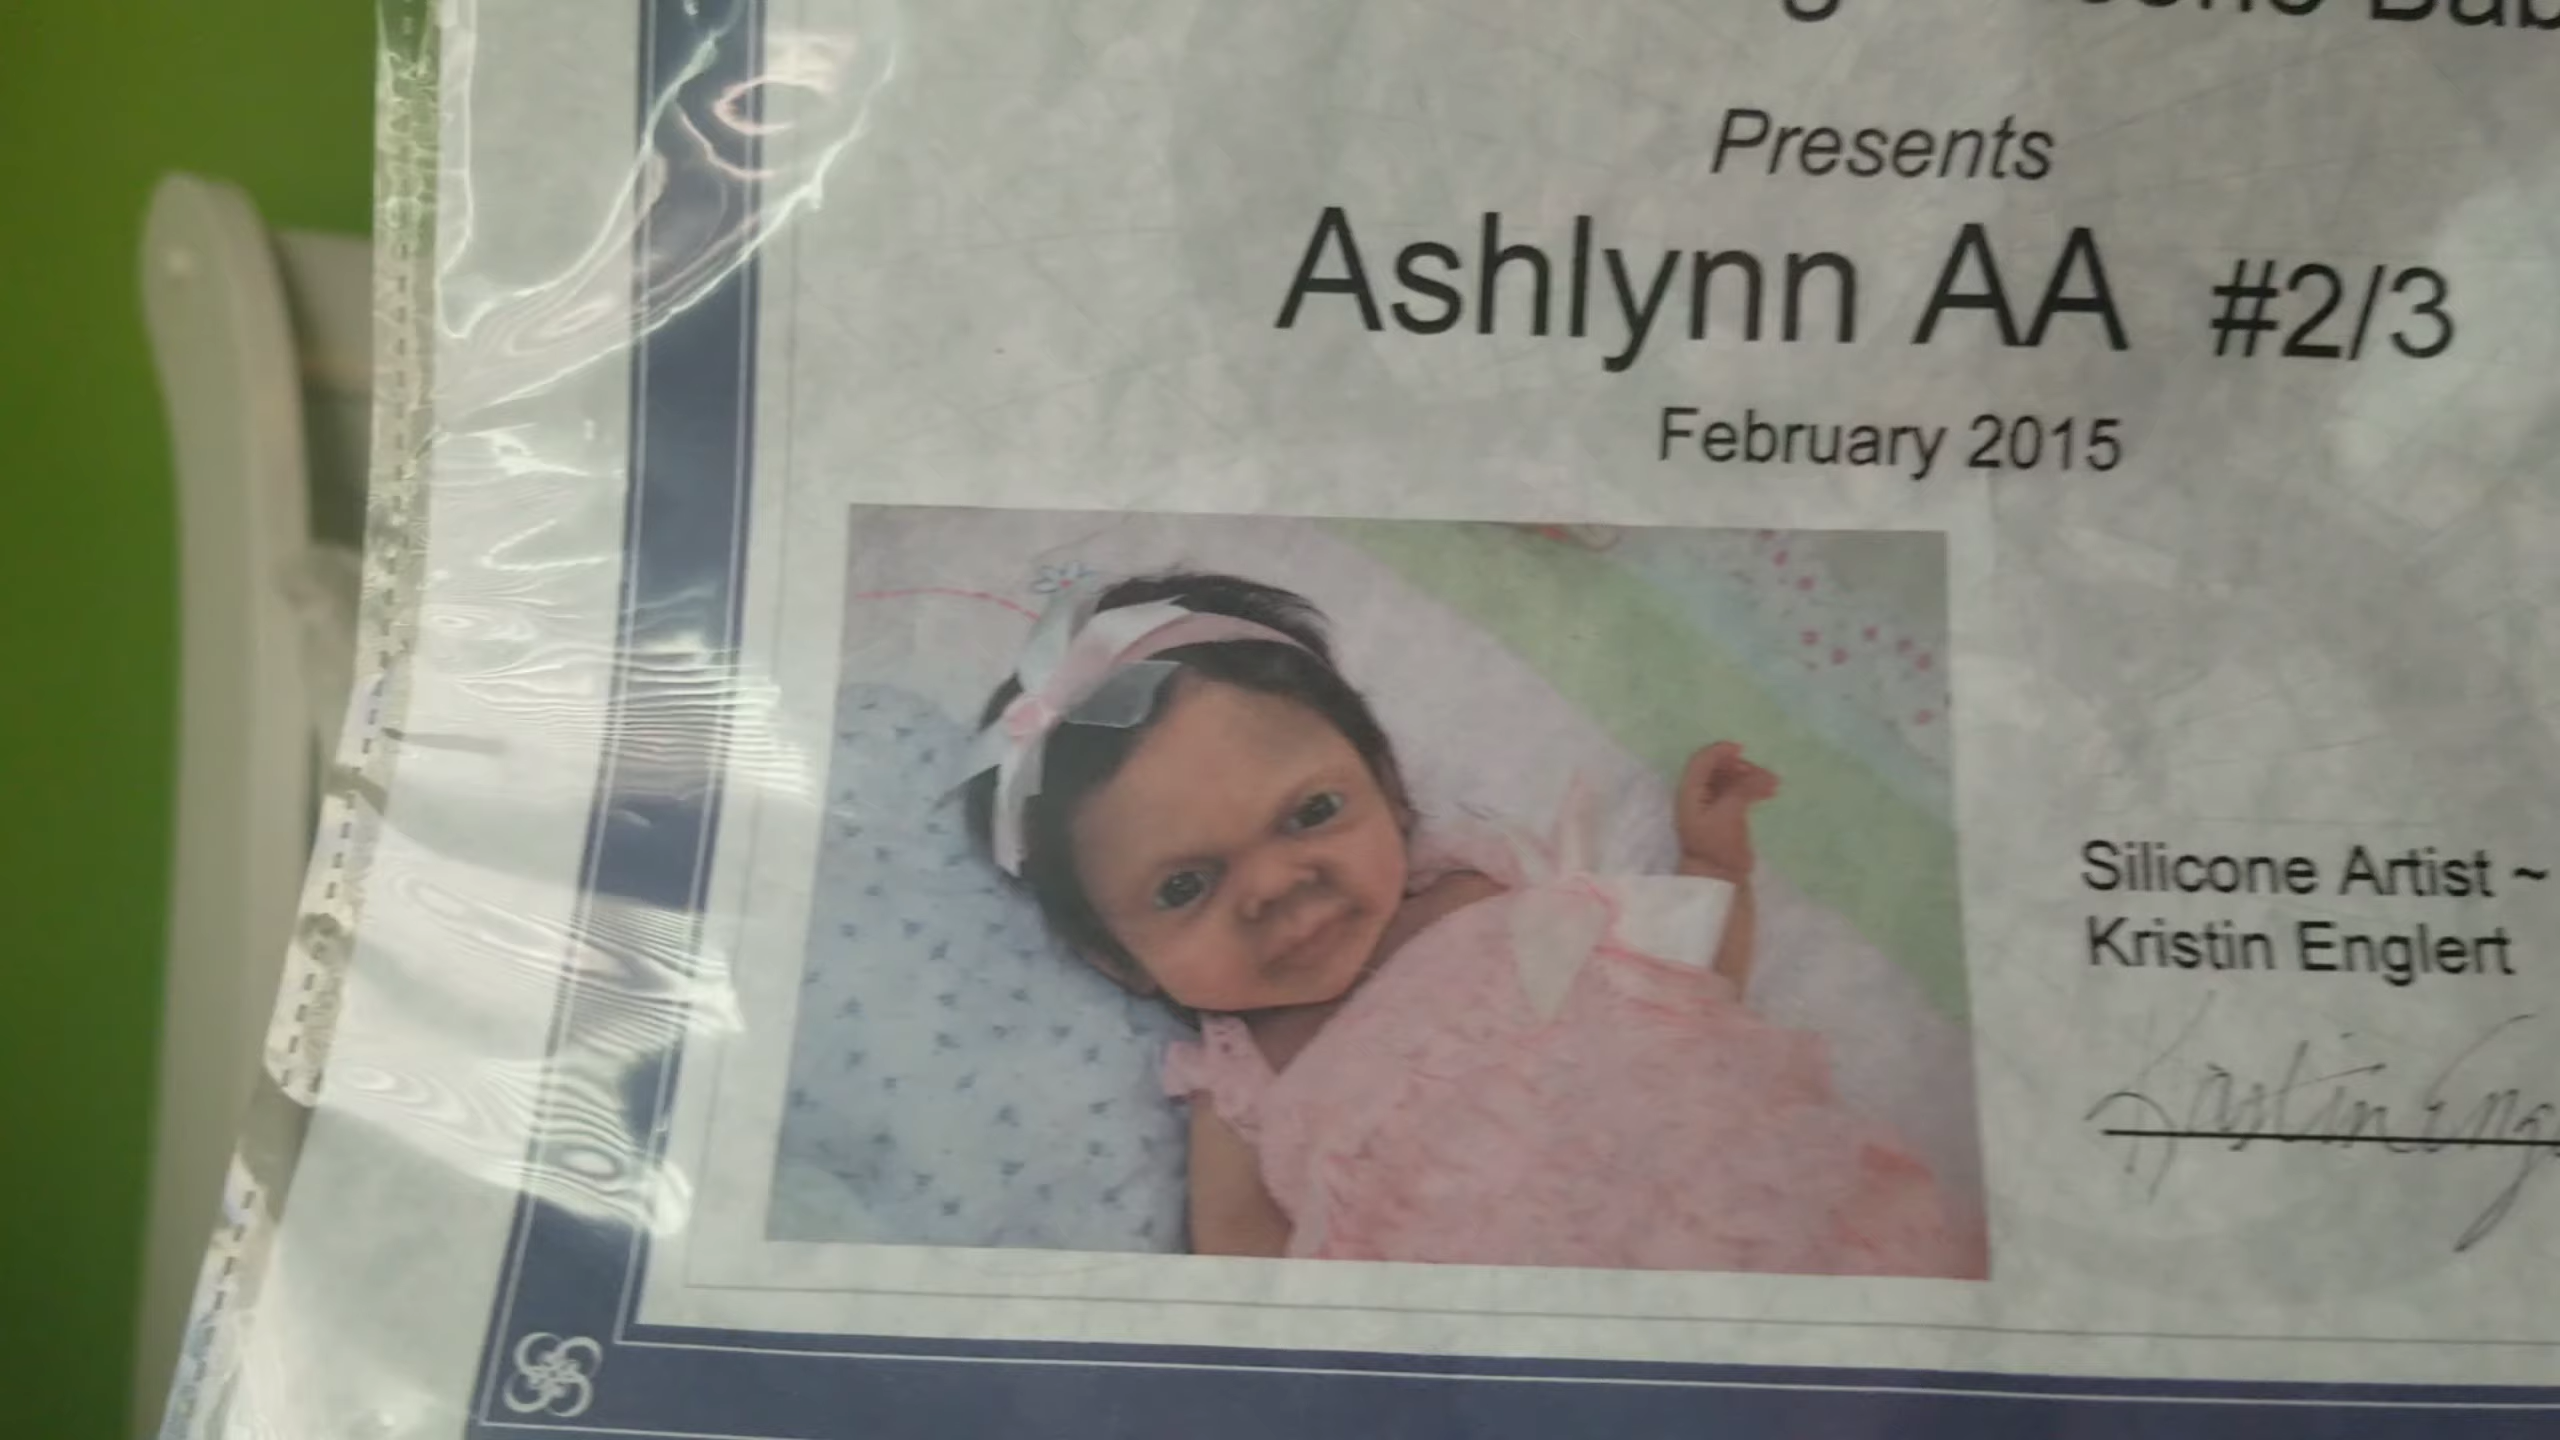 Presents
Ashlynn AA #2/3
February 2015
Silicone Artist ~
Kristin Englert